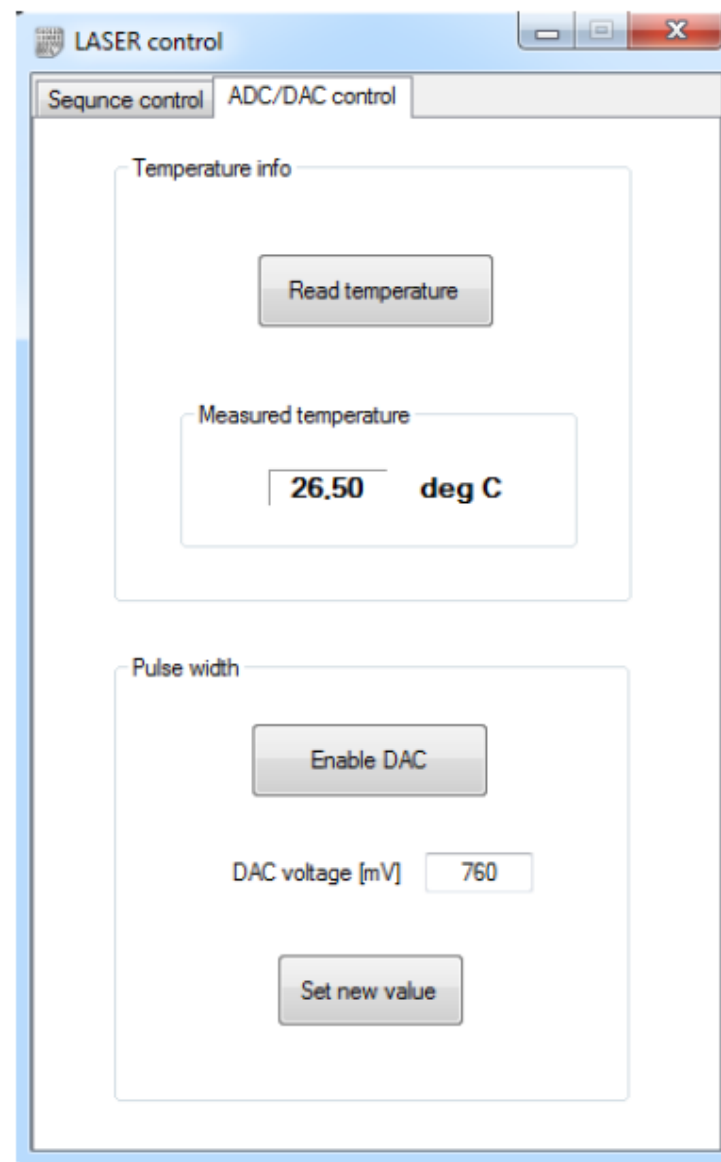 LASER control
Sequnce control ADC/DAC control
Temperature info
Read temperature
Measured temperature
26.50 deg C
Pulse width
Enable DAC
DAC voltage [mV] 760
Set new value